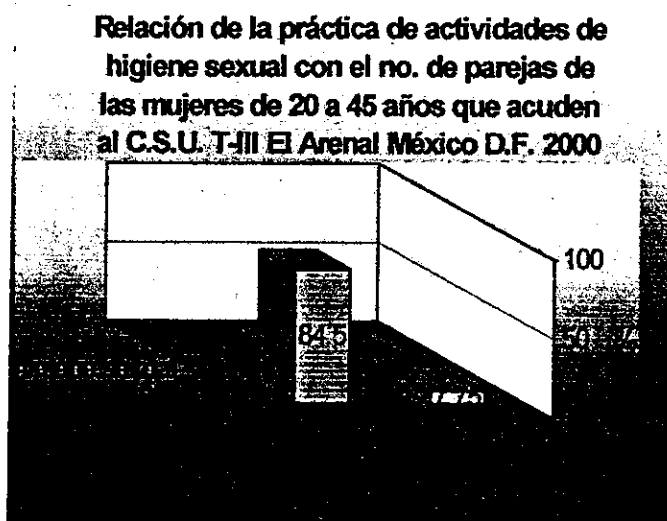 Relación de la práctica de actividades de
higiene sexual con el no. de parejas de
las mujeres de 20 a 45 años que acuden
al C.S.U. T-III El Arenal México D.F. 2000
100
84.5